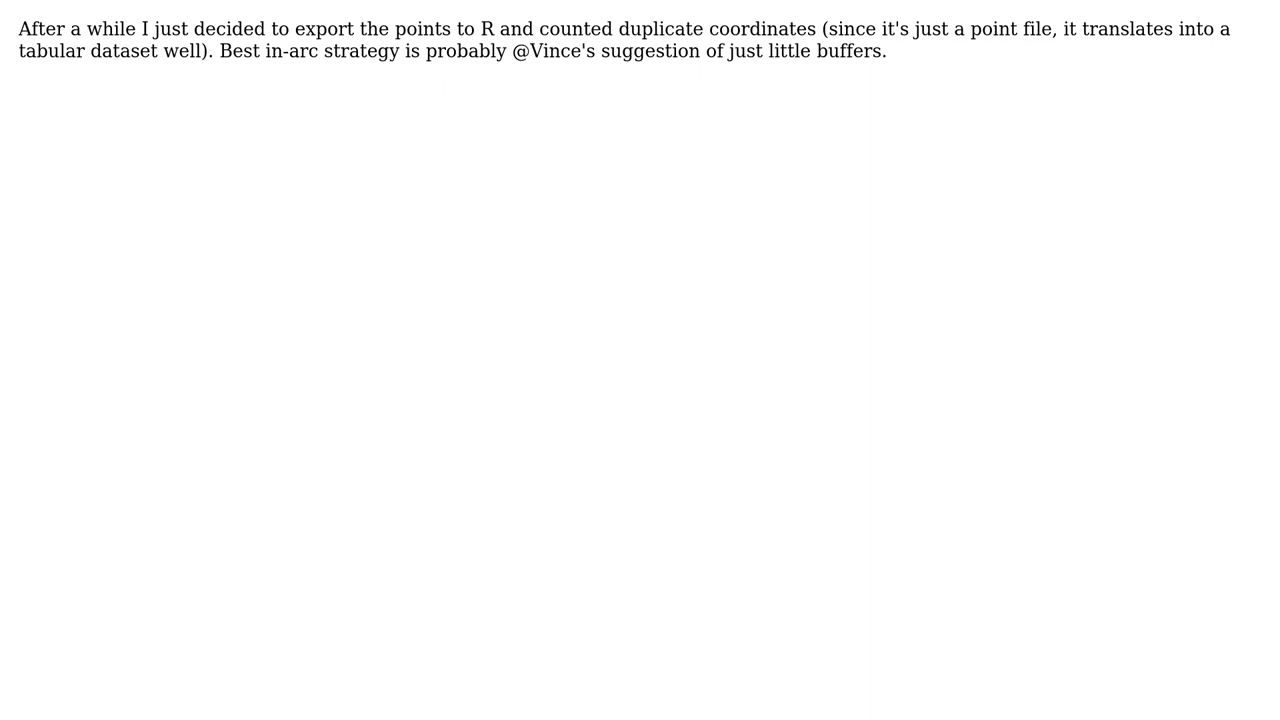 After a while I just decided to export the points to R and counted duplicate coordinates (since it's just a point file, it translates into a
tabular dataset well). Best in-arc strategy is probably @Vince's suggestion of just little buffers.